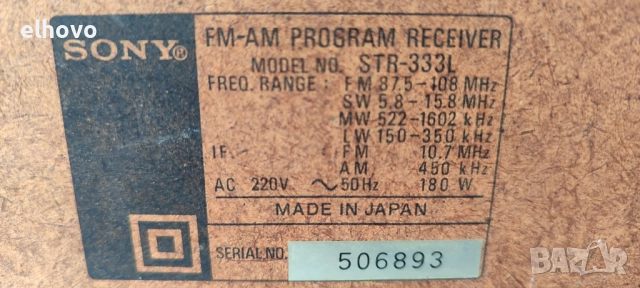 elhovo
SONY®
FM-AM PROGRAM RECEIVER
MODEL NO. STR-333L
FREQ. RANGE : FM 87.5-108 MHz
SW 5.8-15.8 MHz
MW 522-1602 kHz
LW 150-350 kHz
I F : FM 10.7 MHz
AM 450 kHz
AC 220V ～50Hz 180 W
MADE IN JAPAN
SERIAL NO. 506893
BAZAR